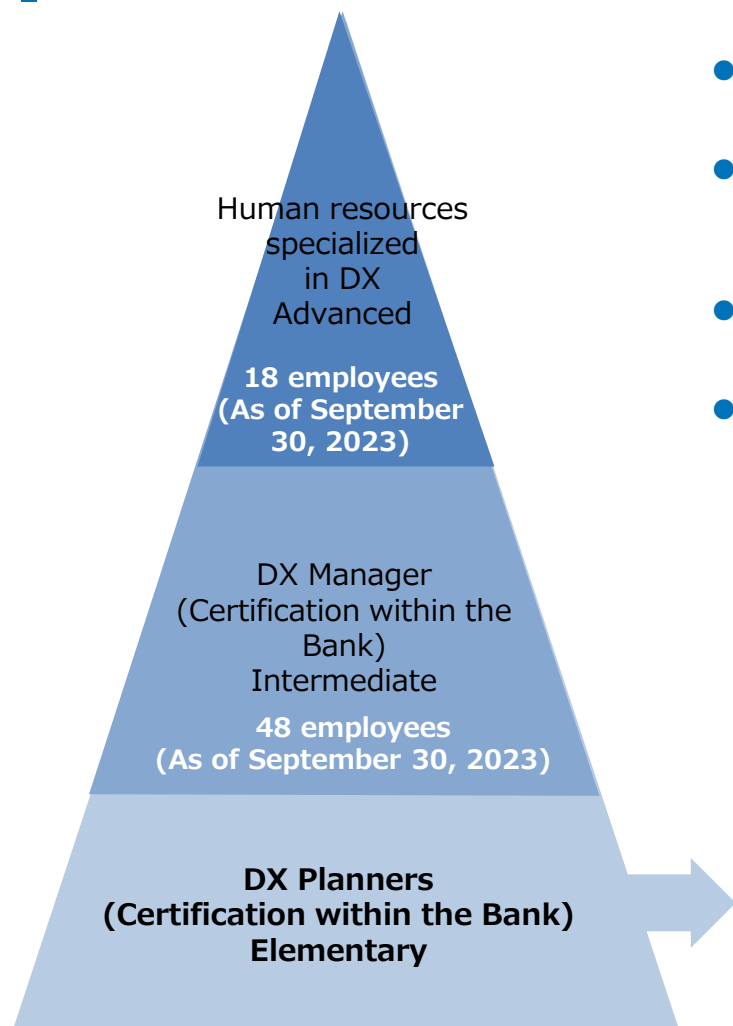 Human resources
specialized
in DX
Advanced
18 employees
(As of September
30, 2023)
DX Manager
(Certification within the
Bank)
Intermediate
48 employees
(As of September 30, 2023)
DX Planners
(Certification within the Bank)
Elementary